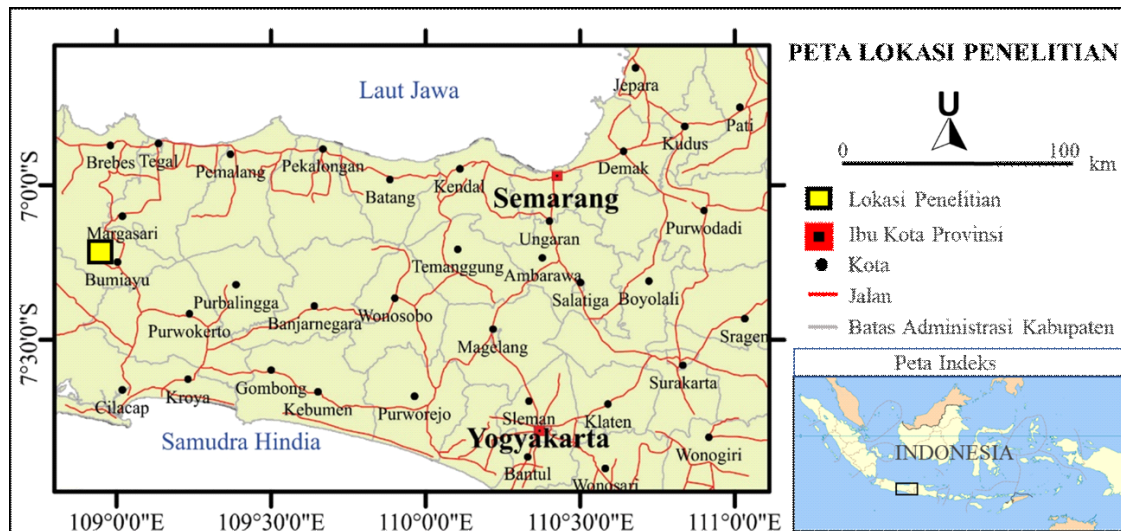 PETA LOKASI PENELITIAN
U
0 100
km
Lokasi Penelitian
Ibu Kota Provinsi
Kota
Jalan
Batas Administrasi Kabupaten
Peta Indeks
INDONESIA
Laut Jawa
Jepara
Pati
Kudus
Brebes
Tegal
Pemalang
Pekalongan
Batang
Kendal
Demak
Semarang
Purwodadi
Margasari
Ungaran
Bumiayu
Temanggung
Ambarawa
Salatiga
Boyolali
Purbalingga
Purwokerto
Banjarnegara
Wonosobo
Magelang
Sragen
Surakarta
Cilacap
Kroya
Gombong
Kebumen
Purworejo
Sleman
Klaten
Samudra Hindia
Yogyakarta
Bantul
Wonosari
Wonogiri
7°0'0"S
7°30'0"S
109°0'0"E
109°30'0"E
110°0'0"E
110°30'0"E
111°0'0"E